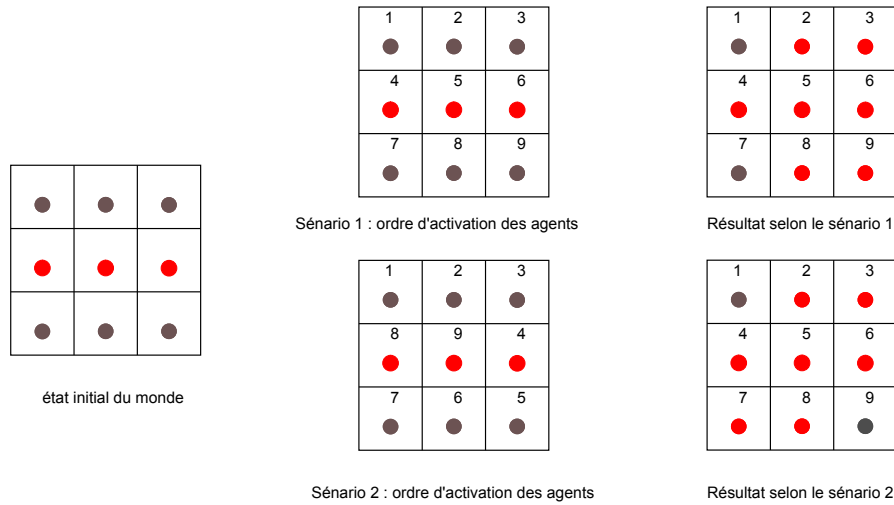 1 2 3
4 5 6
7 8 9
Sénario 1 : ordre d'activation des agents
1 2 3
4 5 6
7 8 9
Résultat selon le sénario 1
état initial du monde
1 2 3
8 9 4
7 6 5
Sénario 2 : ordre d'activation des agents
1 2 3
4 5 6
7 8 9
Résultat selon le sénario 2